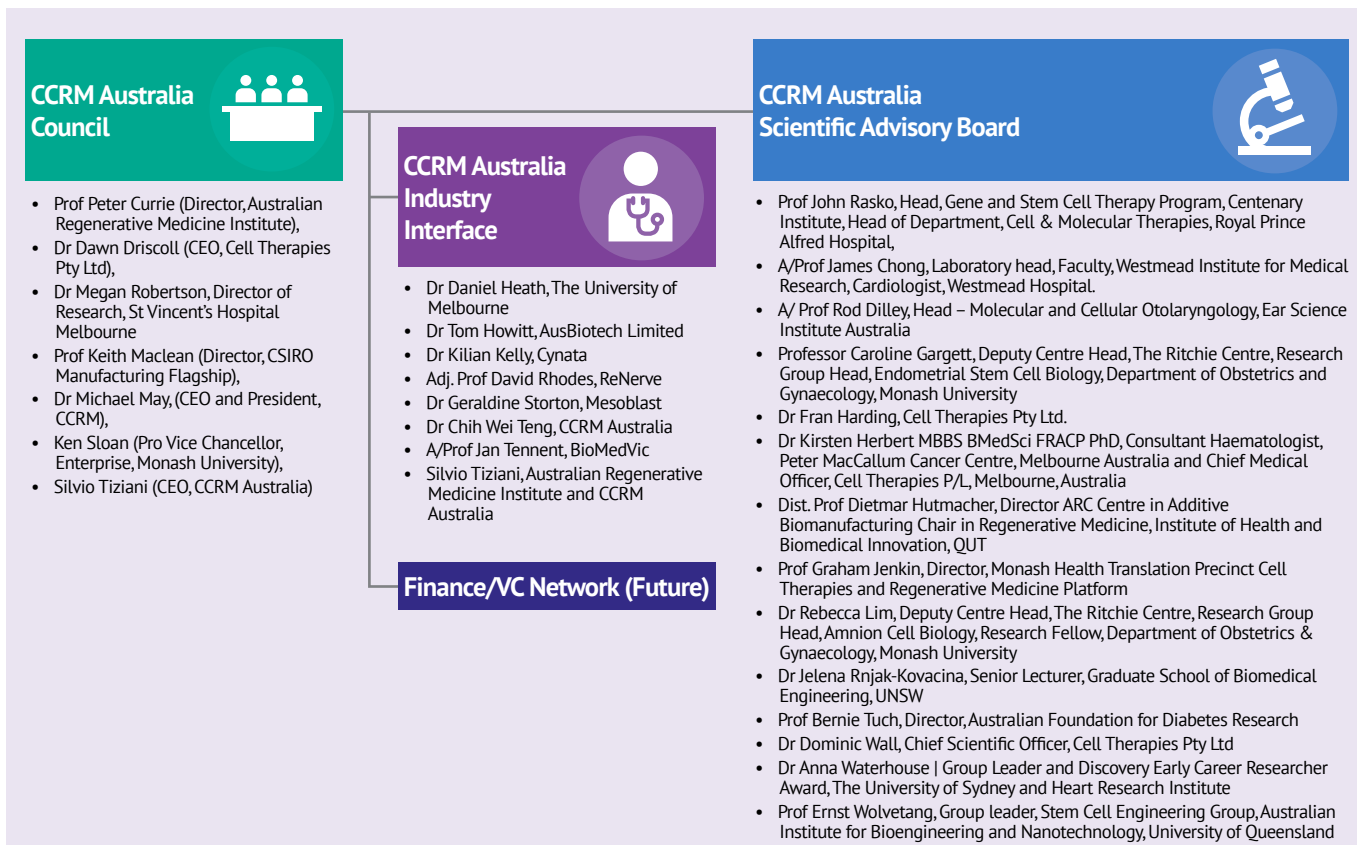 CCRM Australia
Council
• Prof Peter Currie (Director, Australian
Regenerative Medicine Institute),
• Dr Dawn Driscoll (CEO, Cell Therapies
Pty Ltd),
• Dr Megan Robertson, Director of
Research, St Vincent's Hospital
Melbourne
• Prof Keith Maclean (Director, CSIRO
Manufacturing Flagship),
• Dr Michael May, (CEO and President,
CCRM),
• Ken Sloan (Pro Vice Chancellor,
Enterprise, Monash University),
• Silvio Tiziani (CEO, CCRM Australia)
CCRM Australia
Industry
Interface
• Dr Daniel Heath, The University of
Melbourne
• Dr Tom Howitt, AusBiotech Limited
• Dr Kilian Kelly, Cynata
• Adj. Prof David Rhodes, ReNerve
• Dr Geraldine Storton, Mesoblast
• Dr Chih Wei Teng, CCRM Australia
• A/Prof Jan Tennent, BioMedVic
• Silvio Tiziani, Australian Regenerative
Medicine Institute and CCRM
Australia
Finance/VC Network (Future)
CCRM Australia
Scientific Advisory Board
• Prof John Rasko, Head, Gene and Stem Cell Therapy Program, Centenary
Institute, Head of Department, Cell & Molecular Therapies, Royal Prince
Alfred Hospital,
• A/Prof James Chong, Laboratory head, Faculty, Westmead Institute for Medical
Research, Cardiologist, Westmead Hospital.
• A/ Prof Rod Dilley, Head – Molecular and Cellular Otolaryngology, Ear Science
Institute Australia
• Professor Caroline Gargett, Deputy Centre Head, The Ritchie Centre, Research
Group Head, Endometrial Stem Cell Biology, Department of Obstetrics and
Gynaecology, Monash University
• Dr Fran Harding, Cell Therapies Pty Ltd.
• Dr Kirsten Herbert MBBS BMedSci FRACP PhD, Consultant Haematologist,
Peter MacCallum Cancer Centre, Melbourne Australia and Chief Medical
Officer, Cell Therapies P/L, Melbourne, Australia
• Dist. Prof Dietmar Hutmacher, Director ARC Centre in Additive
Biomanufacturing Chair in Regenerative Medicine, Institute of Health and
Biomedical Innovation, QUT
• Prof Graham Jenkin, Director, Monash Health Translation Precinct Cell
Therapies and Regenerative Medicine Platform
• Dr Rebecca Lim, Deputy Centre Head, The Ritchie Centre, Research Group
Head, Amnion Cell Biology, Research Fellow, Department of Obstetrics &
Gynaecology, Monash University
• Dr Jelena Rnjak-Kovacina, Senior Lecturer, Graduate School of Biomedical
Engineering, UNSW
• Prof Bernie Tuch, Director, Australian Foundation for Diabetes Research
• Dr Dominic Wall, Chief Scientific Officer, Cell Therapies Pty Ltd
• Dr Anna Waterhouse | Group Leader and Discovery Early Career Researcher
Award, The University of Sydney and Heart Research Institute
• Prof Ernst Wolvetang, Group leader, Stem Cell Engineering Group, Australian
Institute for Bioengineering and Nanotechnology, University of Queensland